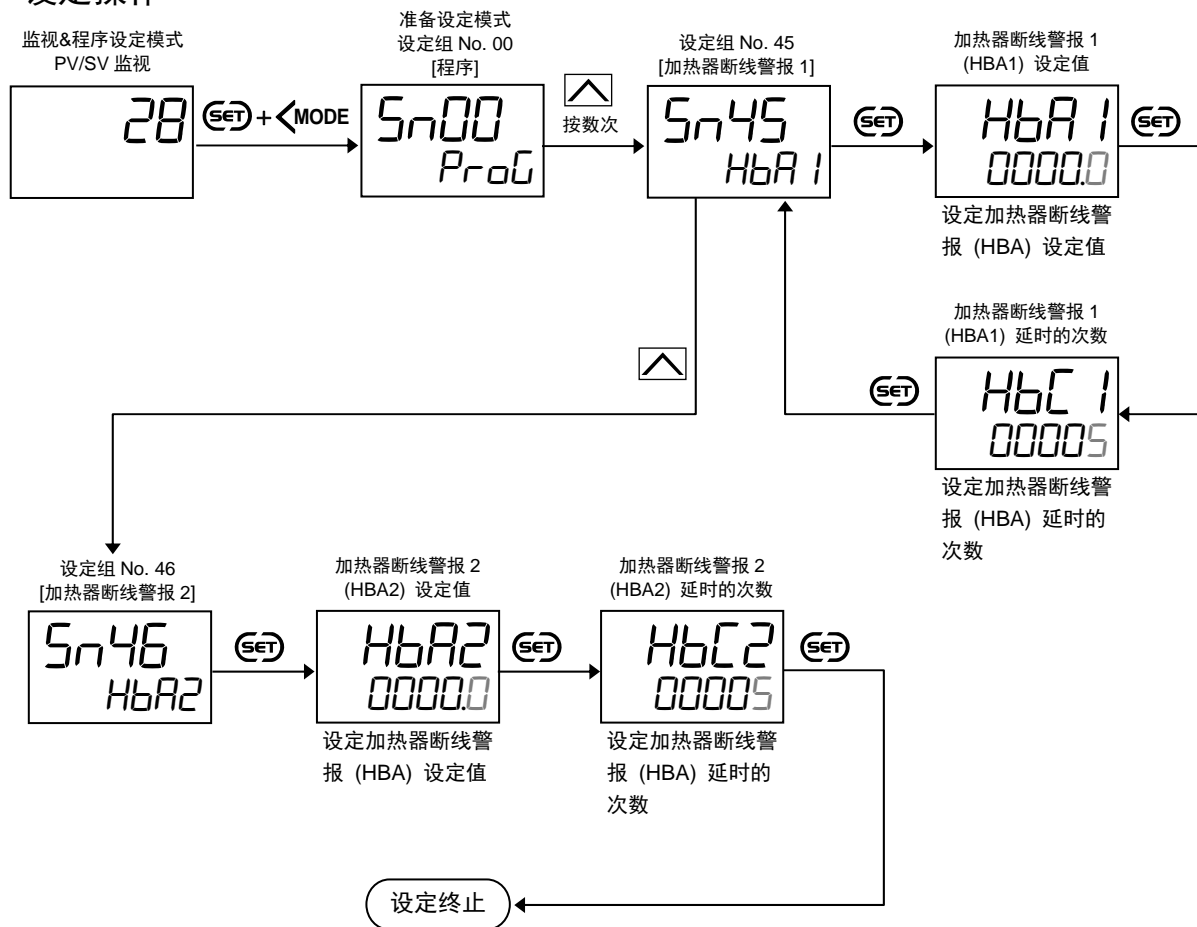 设定操作
监视&程序设定模式
PV/SV 监视
28
SET + <MODE
准备设定模式
设定组 No. 00
[程序]
Sn00
ProG
按数次
设定组 No. 45
[加热器断线警报 1]
Sn45
HbA1
SET
加热器断线警报 1
(HBA1) 设定值
HbA1
0000.0
设定加热器断线警
报 (HBA) 设定值
SET
加热器断线警报 1
(HBA1) 延时的次数
HbC1
00005
设定加热器断线警
报 (HBA) 延时的
次数
SET
设定组 No. 46
[加热器断线警报 2]
Sn46
HbA2
SET
加热器断线警报 2
(HBA2) 设定值
HbA2
0000.0
设定加热器断线警
报 (HBA) 设定值
SET
加热器断线警报 2
(HBA2) 延时的次数
HbC2
00005
设定加热器断线警
报 (HBA) 延时的
次数
SET
设定终止